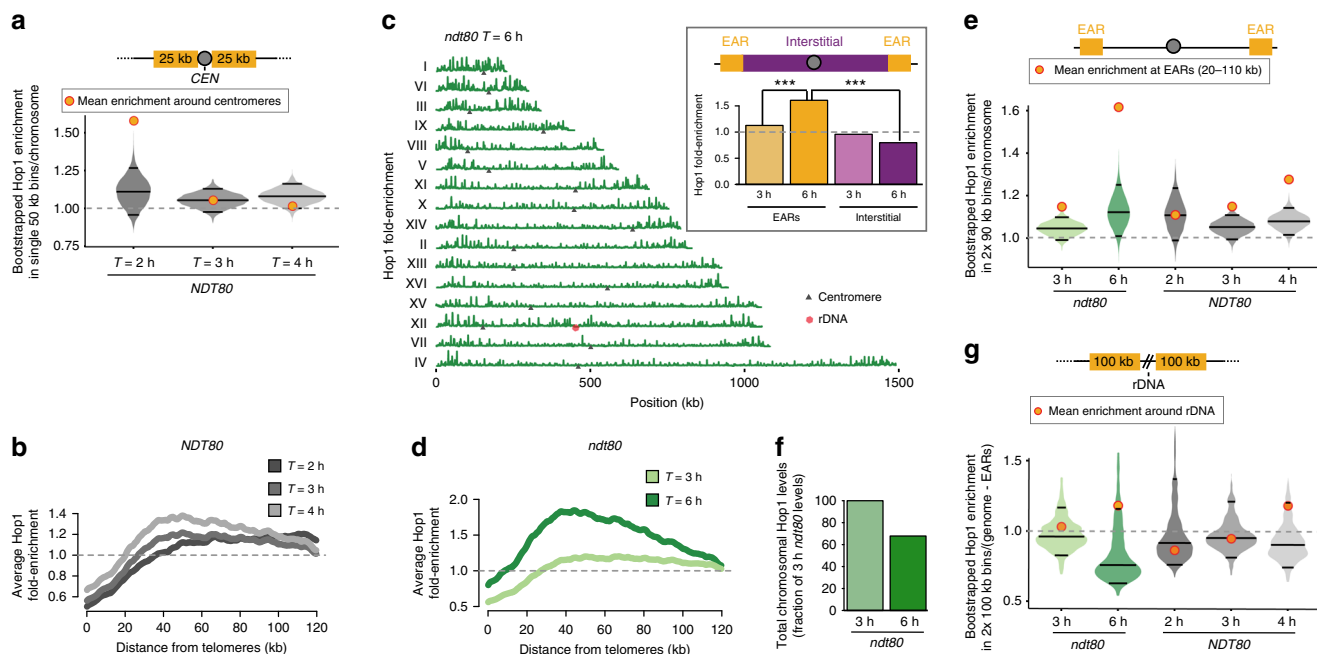 a
25 kb
25 kb
CEN
Mean enrichment around centromeres
Bootstrapped Hop1 enrichment
in single 50 kb bins/chromosome
1.50
1.25
1.00
0.75
T = 2 h
T = 3 h
T = 4 h
NDT80
b
NDT80
T = 2 h
T = 3 h
T = 4 h
Average Hop1
fold-enrichment
1.4
1.2
1.0
0.8
0.6
0
20
40
60
80
100
120
Distance from telomeres (kb)
c
ndt80 T = 6 h
Hop1 fold-enrichment
I
VI
III
IX
VIII
V
XI
X
XIV
II
XIII
XVI
XV
XII
VII
IV
0
500
1000
1500
Position (kb)
Centromere
rDNA
EAR
Interstitial
EAR
***
***
Hop1 fold-enrichment
2.0
1.5
1.0
0.5
0.0
3 h
6 h
3 h
6 h
EARs
Interstitial
d
ndt80
T = 3 h
T = 6 h
Average Hop1
fold-enrichment
2.0
1.5
1.0
0.5
0
20
40
60
80
100
120
Distance from telomeres (kb)
f
Total chromosomal Hop1 levels
(fraction of 3 h ndt80 levels)
100
80
60
40
20
0
3 h
6 h
ndt80
e
EAR
EAR
Mean enrichment at EARs (20–110 kb)
Bootstrapped Hop1 enrichment
in 2x 90 kb bins/chromosome
1.6
1.4
1.2
1.0
3 h
6 h
2 h
3 h
4 h
ndt80
NDT80
g
100 kb
100 kb
rDNA
Mean enrichment around rDNA
Bootstrapped Hop1 enrichment
in 2x 100 kb bins/(genome - EARs)
1.5
1.0
0.5
3 h
6 h
2 h
3 h
4 h
ndt80
NDT80